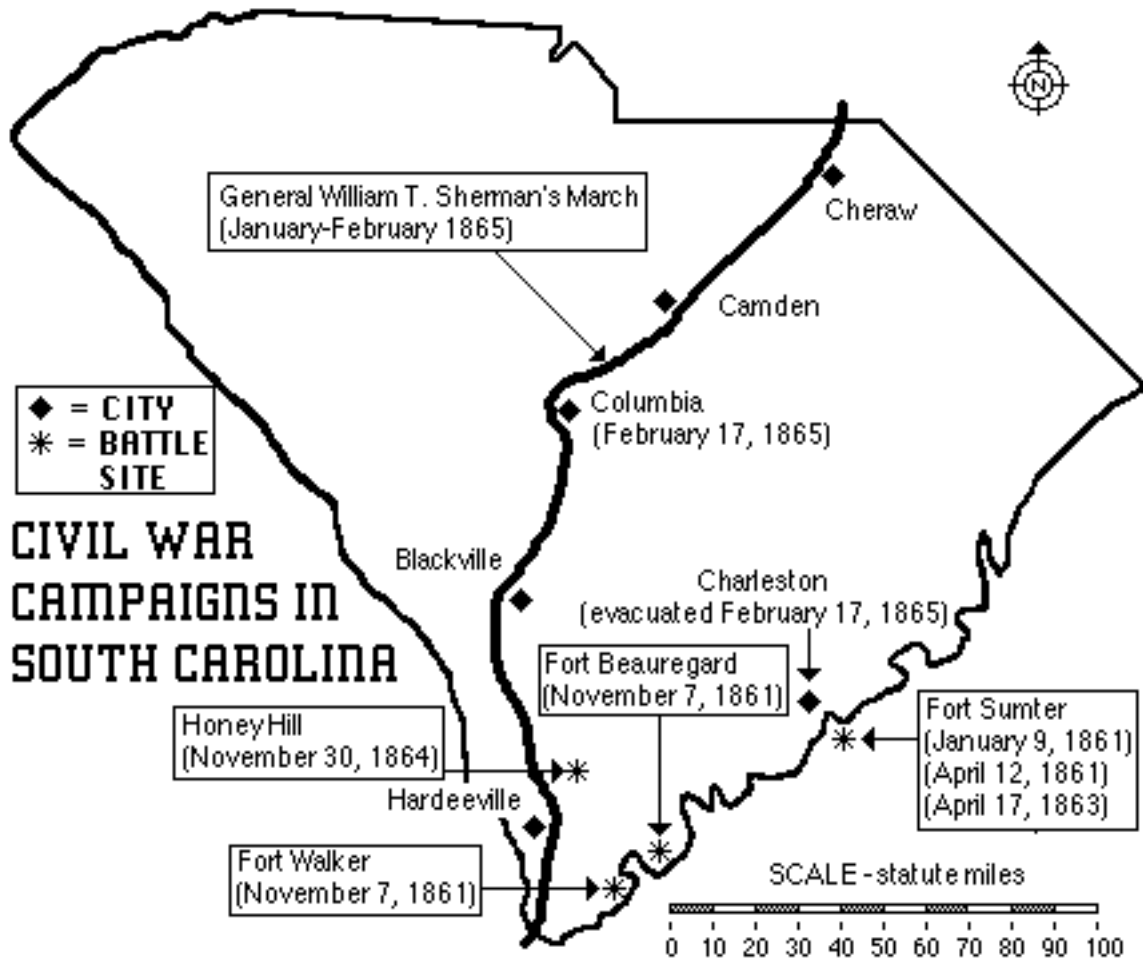 N
General William T. Sherman's March
(January-February 1865)
Cheraw
Camden
◆ = CITY
✳ = BATTLE
SITE
Columbia
(February 17, 1865)
CIVIL WAR
CAMPAIGNS IN
SOUTH CAROLINA
Blackville
Charleston
(evacuated February 17, 1865)
Fort Beauregard
(November 7, 1861)
Honey Hill
(November 30, 1864)
Fort Sumter
(January 9, 1861)
(April 12, 1861)
(April 17, 1863)
Hardeeville
Fort Walker
(November 7, 1861)
SCALE - statute miles
0 10 20 30 40 50 60 70 80 90 100